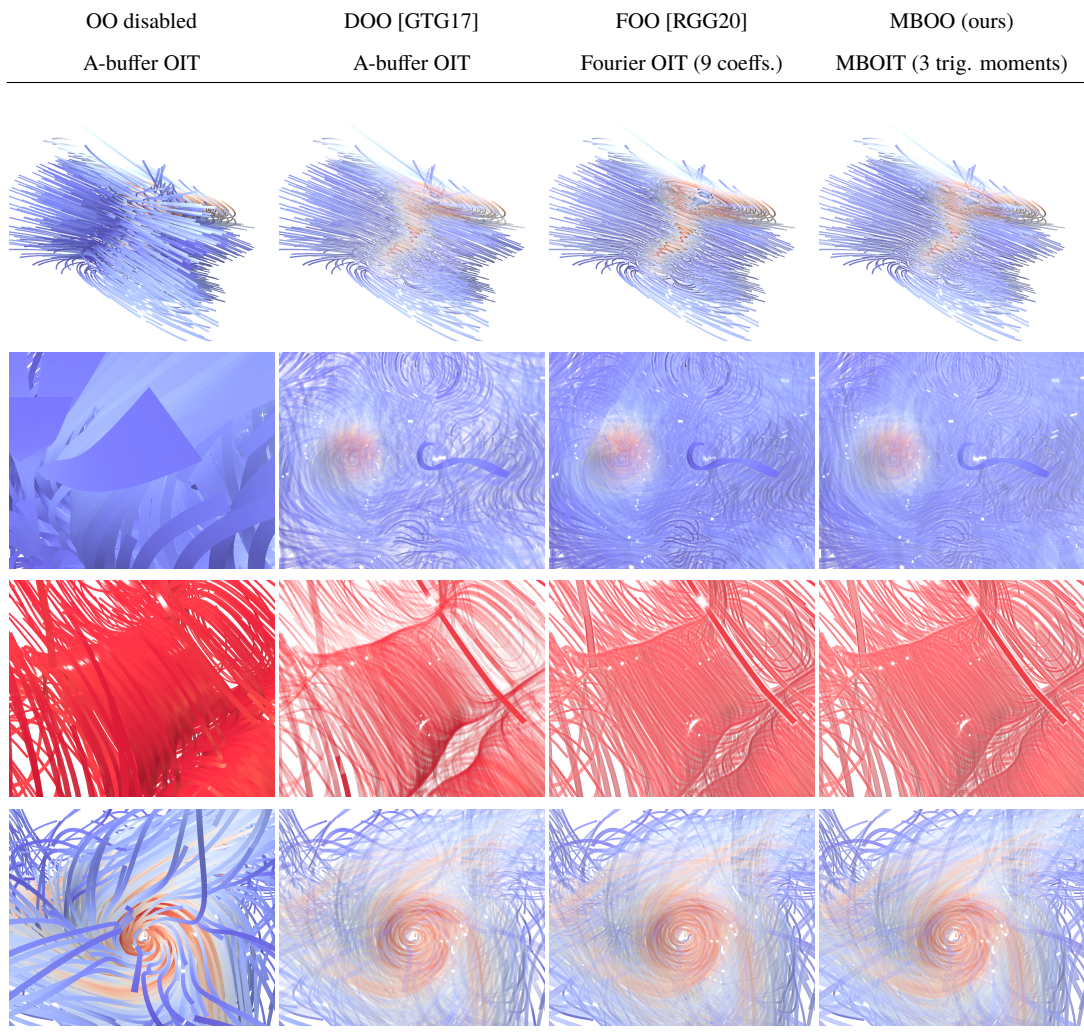 OO disabled DOO [GTG17] FOO [RGG20] MBOO (ours)
A-buffer OIT A-buffer OIT Fourier OIT (9 coeffs.) MBOIT (3 trig. moments)